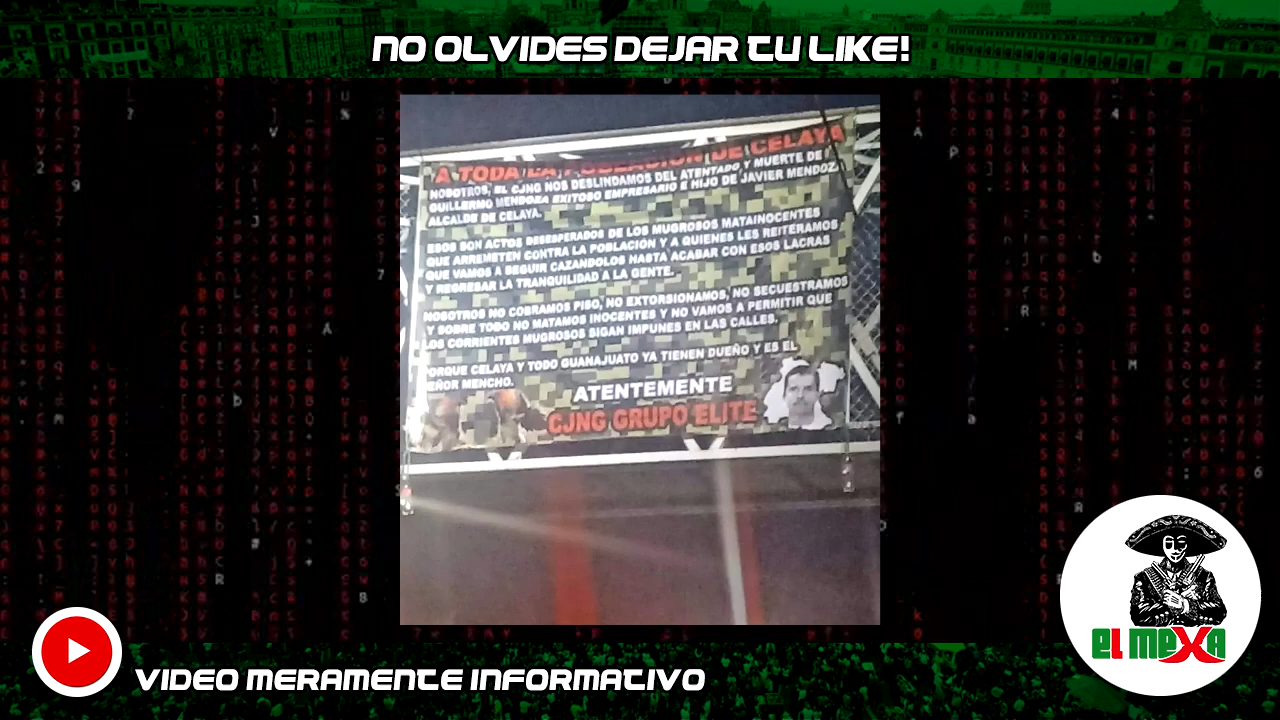 NO OLVIDES DEJAR TU LIKE!
A TODA LA POBLACION DE CELAYA
NOSOTROS, EL CJNG NOS DESLINDAMOS DEL ATENTADO Y MUERTE DE
GUILLERMO MENDOZA EXITOSO EMPRESARIO E HIJO DE JAVIER MENDOZ
ALCALDE DE CELAYA.
ESOS SON ACTOS DESESPERADOS DE LOS MUGROSOS MATAINOCENTES
QUE ARREMETEN CONTRA LA POBLACIÓN Y A QUIENES LES REITERAMOS
QUE VAMOS A SEGUIR CAZANDOLOS HASTA ACABAR CON ESOS LACRAS
Y REGRESAR LA TRANQUILIDAD A LA GENTE.
NOSOTROS NO COBRAMOS PISO, NO EXTORSIONAMOS, NO SECUESTRAMOS
Y SOBRE TODO NO MATAMOS INOCENTES Y NO VAMOS A PERMITIR QUE
LOS CORRIENTES MUGROSOS SIGAN IMPUNES EN LAS CALLES.
PORQUE CELAYA Y TODO GUANAJUATO YA TIENEN DUEÑO Y ES EL
EÑOR MENCHO.
ATENTEMENTE
CJNG GRUPO ELITE
EL MEXA
VIDEO MERAMENTE INFORMATIVO